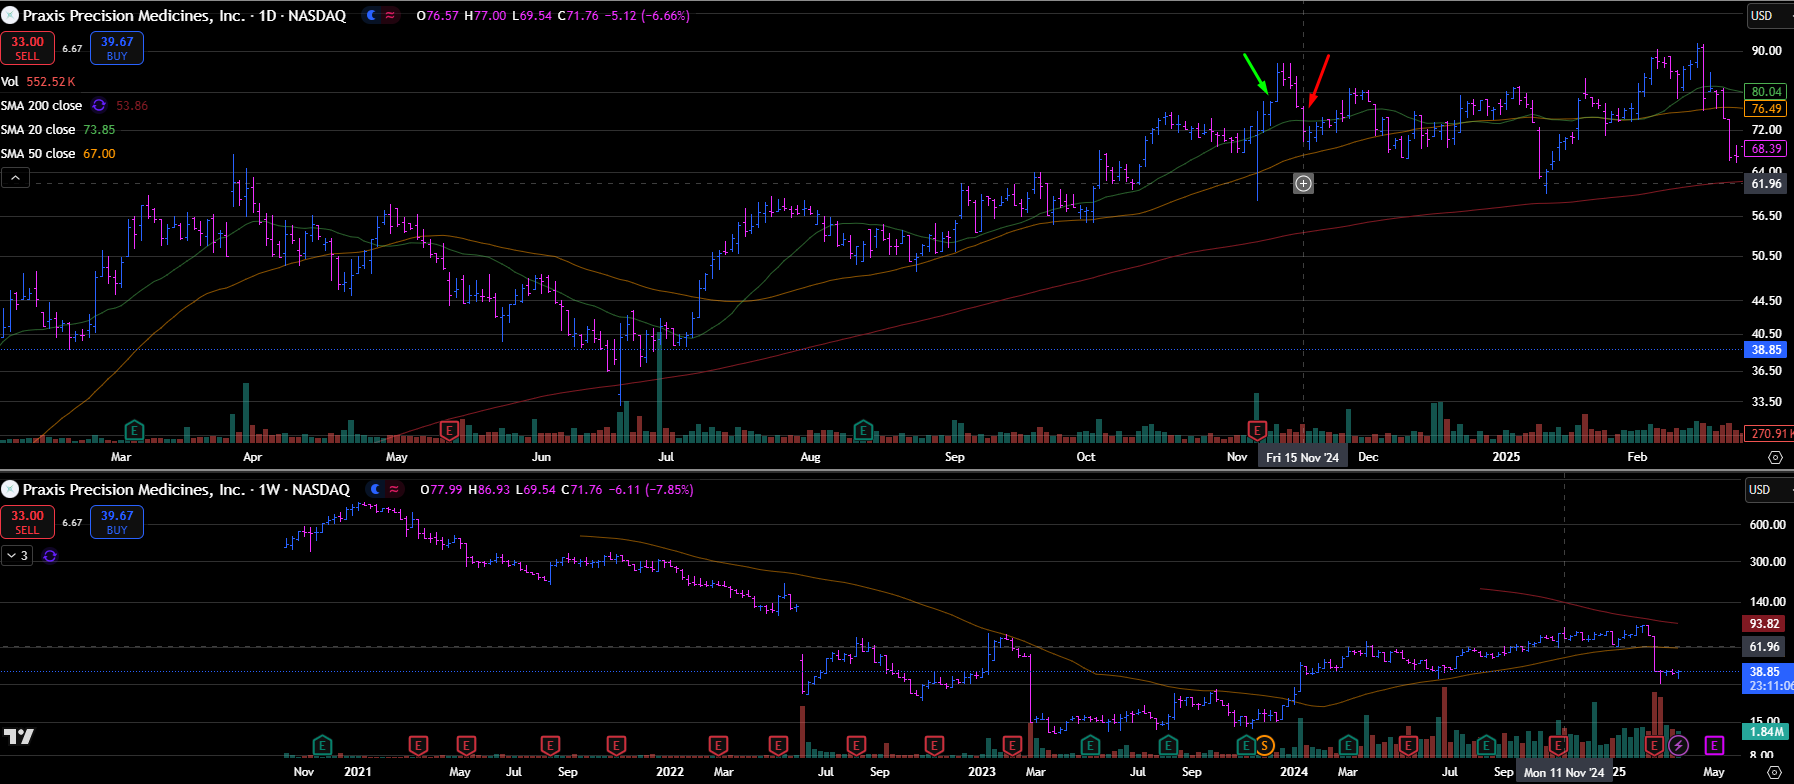 Praxis Precision Medicines, Inc. · 1D · NASDAQ O76.57 H77.00 L69.54 C71.76 −5.12 (−6.66%)
USD
33.00 SELL 6.67 39.67 BUY
Vol 552.52 K
SMA 200 close 53.86
SMA 20 close 73.85
SMA 50 close 67.00
90.00
80.04
76.49
72.00
68.39
64.00
61.96
56.50
50.50
44.50
40.50
38.85
36.50
33.50
270.91K
E E E E
Mar Apr May Jun Jul Aug Sep Oct Nov Fri 15 Nov '24 Dec 2025 Feb
Praxis Precision Medicines, Inc. · 1W · NASDAQ O77.99 H86.93 L69.54 C71.76 −6.11 (−7.85%)
USD
33.00 SELL 6.67 39.67 BUY
3
600.00
300.00
140.00
93.82
61.96
38.85
23:11:06
15.00
1.84M
8.00
E E E E E E E E E E E E E S E E E E E E
Nov 2021 May Jul Sep 2022 Mar Jul Sep 2023 Mar Jul Sep 2024 Mar Jul Sep Mon 11 Nov '24 25 May